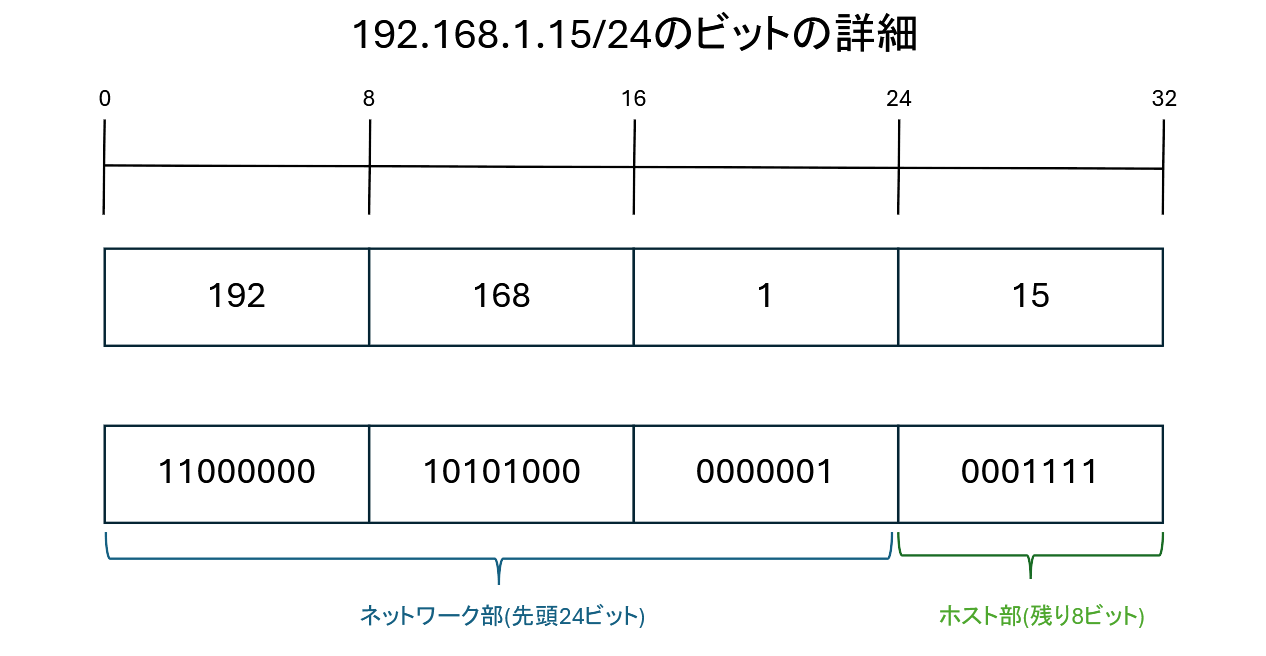 192.168.1.15/24のビットの詳細
0 8 16 24 32
192 168 1 15
11000000 10101000 0000001 0001111
ネットワーク部(先頭24ビット) ホスト部(残り8ビット)